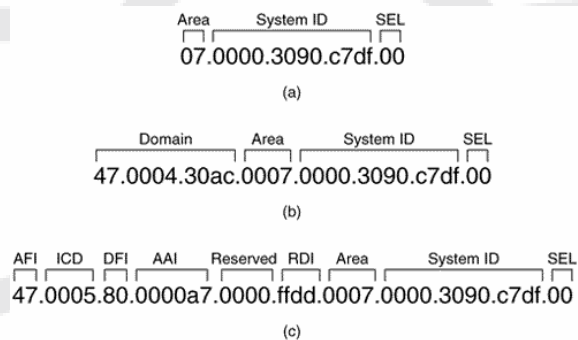 Area System ID SEL
07.0000.3090.c7df.00
(a)
Domain Area System ID SEL
47.0004.30ac.0007.0000.3090.c7df.00
(b)
AFI ICD DFI AAI Reserved RDI Area System ID SEL
47.0005.80.0000a7.0000.ffdd.0007.0000.3090.c7df.00
(c)